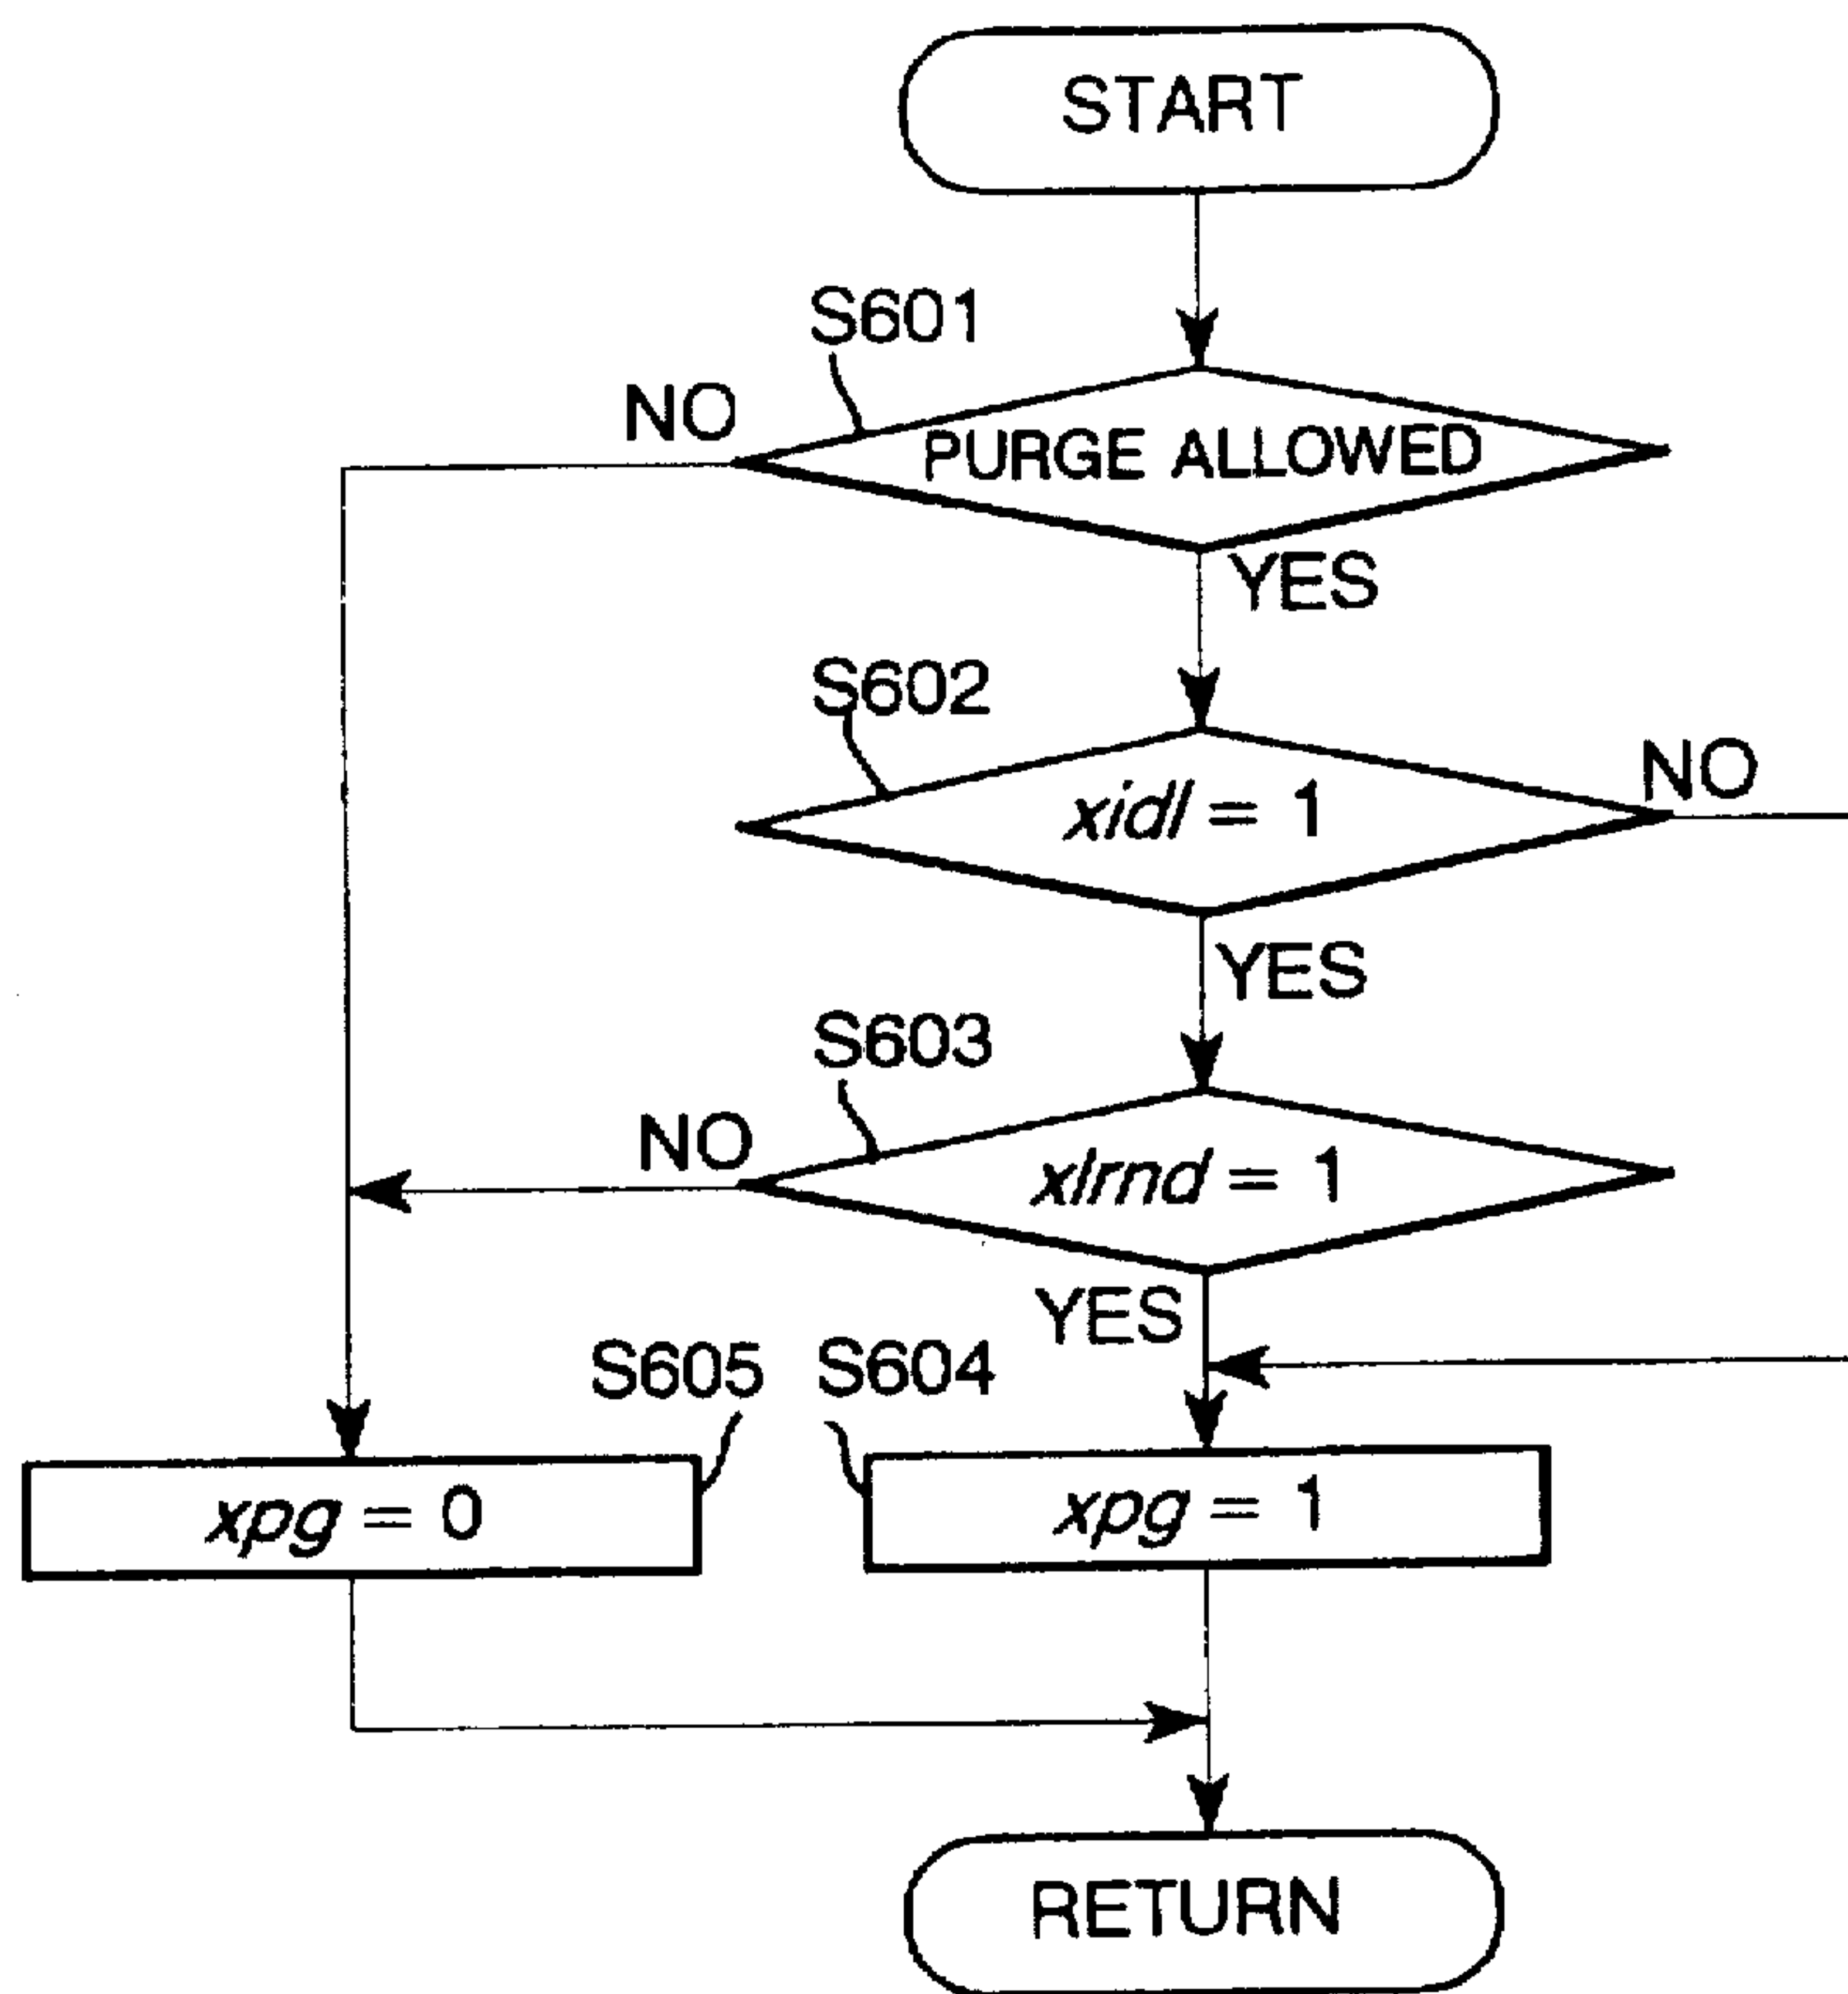 START
S601
NO
PURGE ALLOWED
YES
S602
NO
xidl = 1
YES
S603
NO
xlrnd = 1
YES
S605
S604
xpg = 0
xpg = 1
RETURN